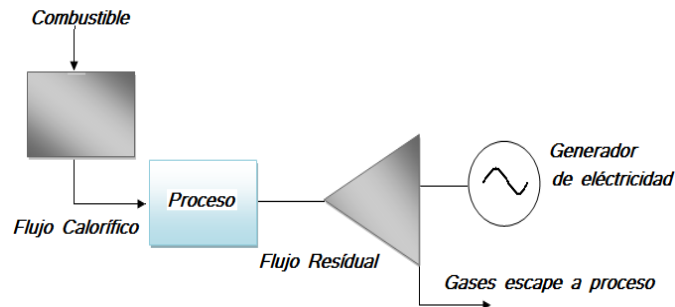 Combustible
Proceso
Flujo Calorífico
Flujo Resídual
Generador
de eléctricidad
Gases escape a proceso